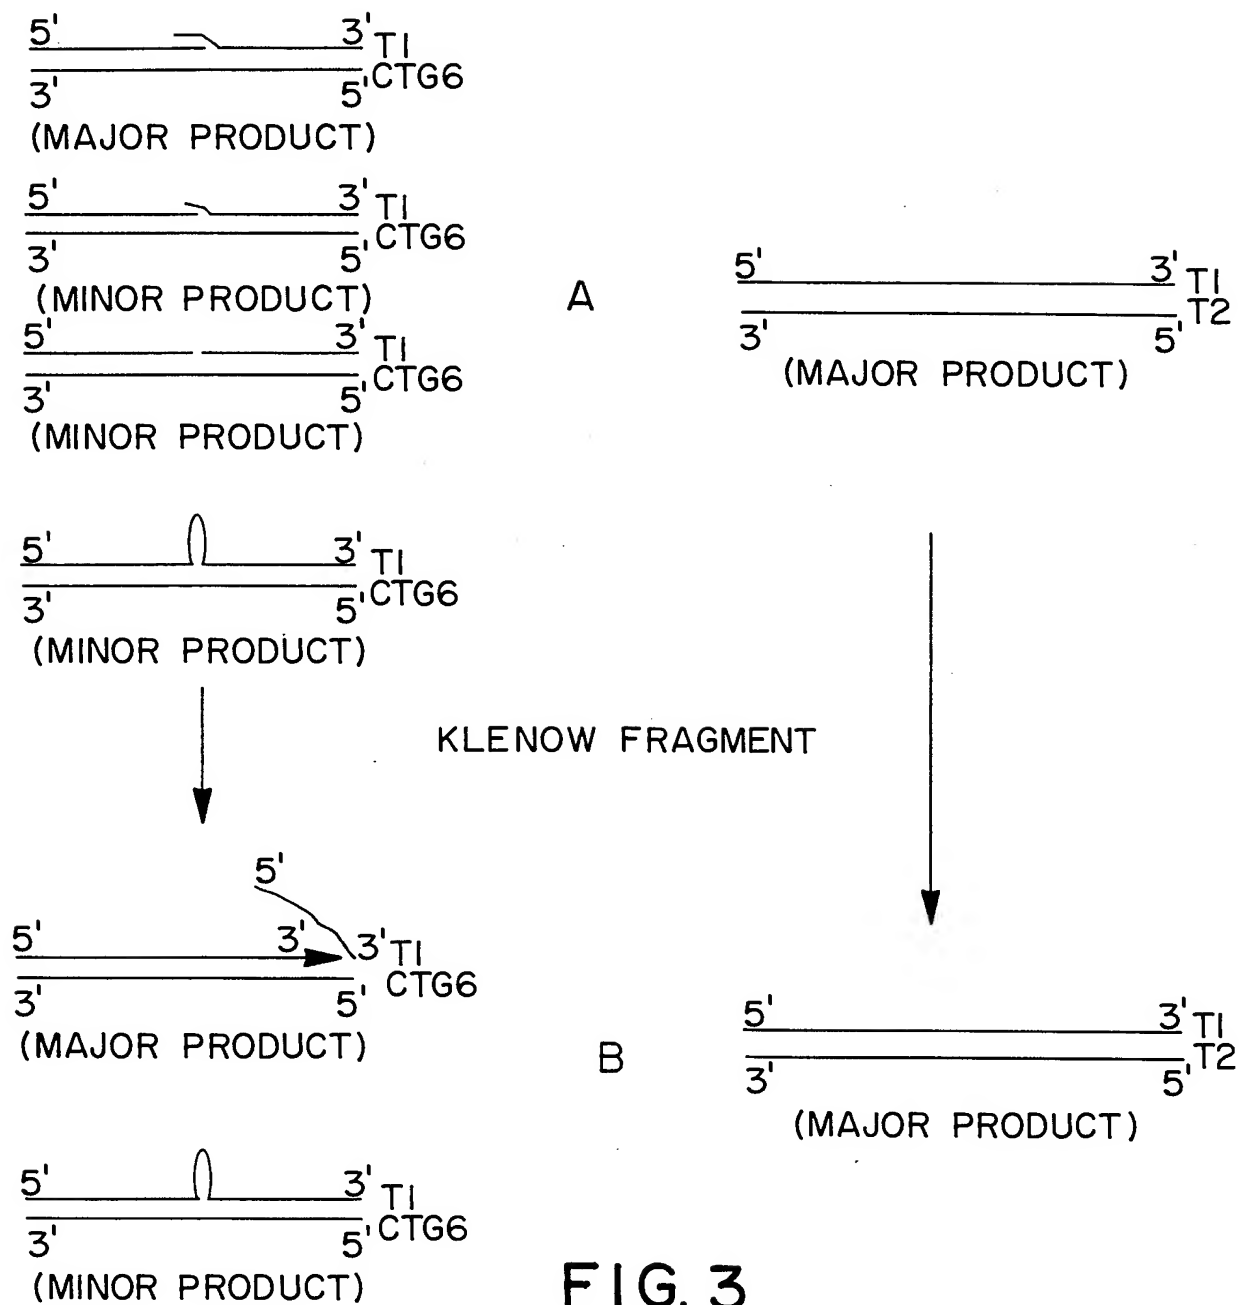 5' 3' T1
3' 5' CTG6
(MAJOR PRODUCT)
5' 3' T1
3' 5' CTG6
(MINOR PRODUCT)
5' 3' T1
3' 5' CTG6
(MINOR PRODUCT)
5' 3' T1
3' 5' CTG6
(MINOR PRODUCT)
A
5' 3' T1
3' 5' T2
(MAJOR PRODUCT)
KLENOW FRAGMENT
5'
5' 3' 3' T1
3' 5' CTG6
(MAJOR PRODUCT)
5' 3' T1
3' 5' CTG6
(MINOR PRODUCT)
B
5' 3' T1
3' 5' T2
(MAJOR PRODUCT)
FIG. 3